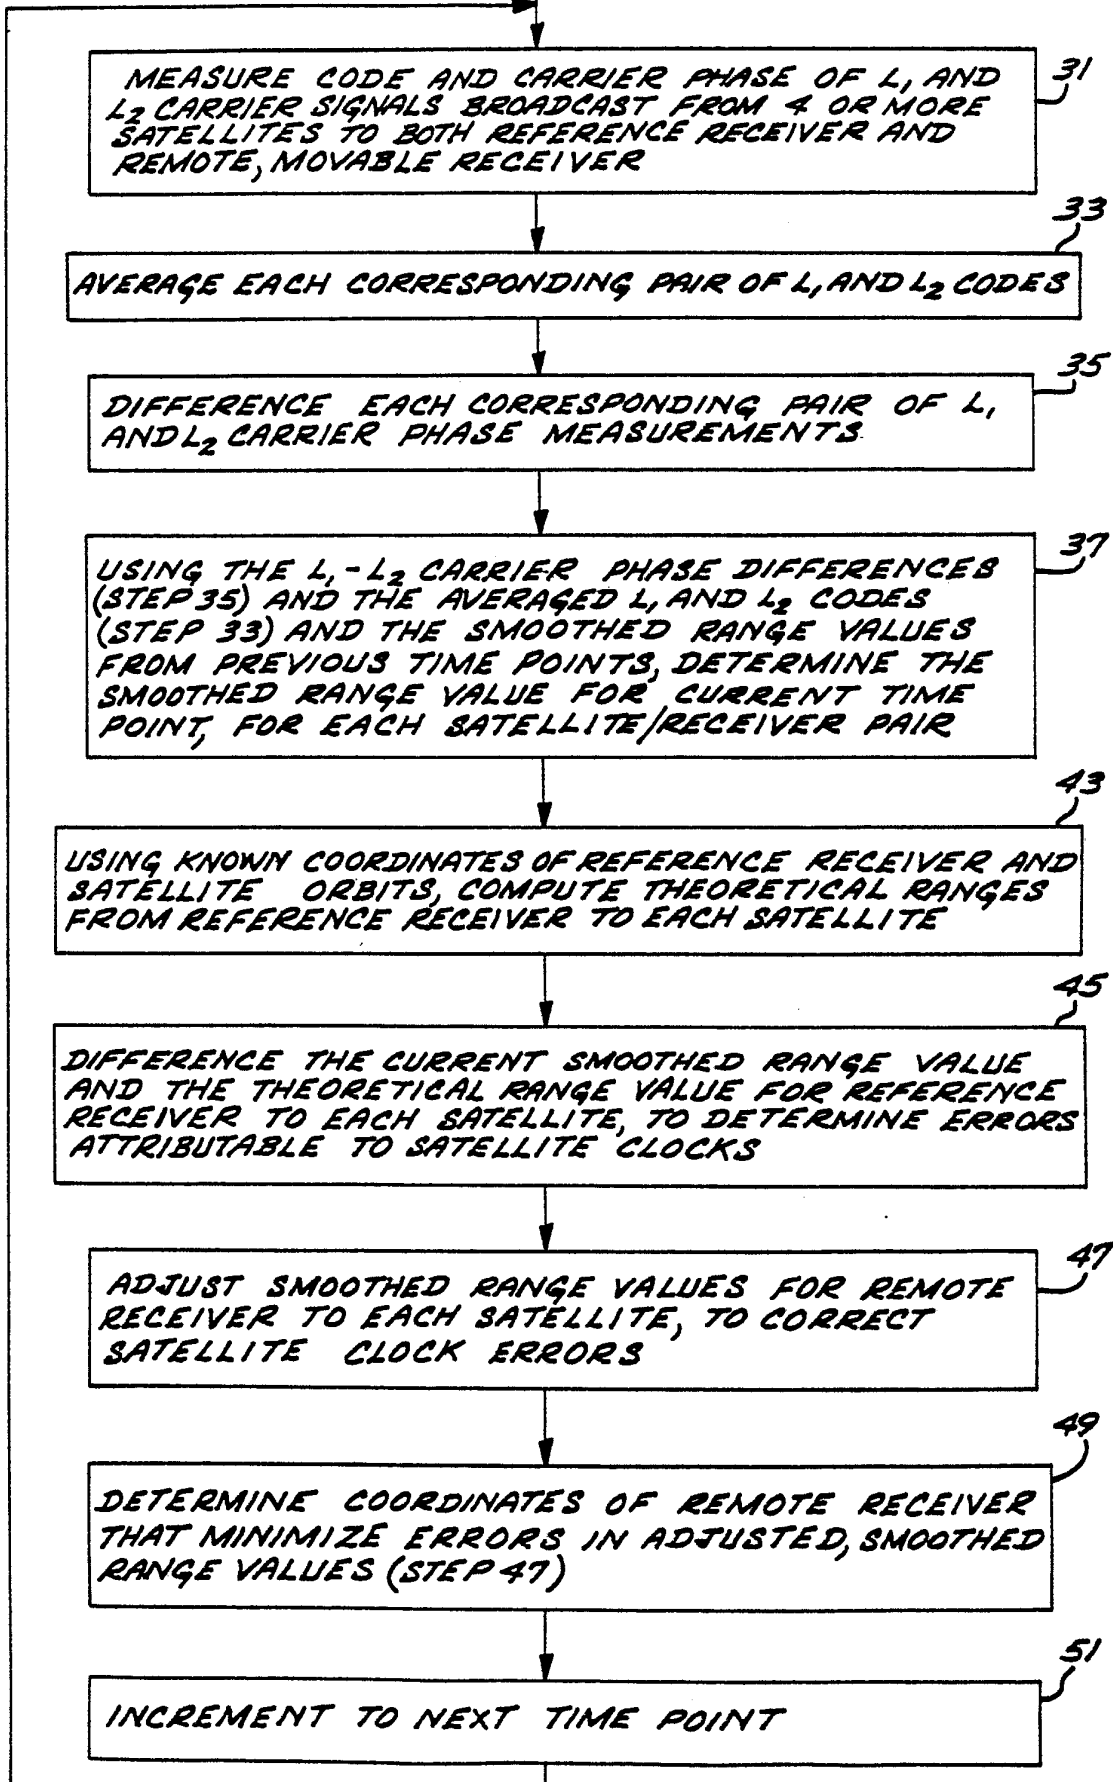 31
MEASURE CODE AND CARRIER PHASE OF L₁ AND
L₂ CARRIER SIGNALS BROADCAST FROM 4 OR MORE
SATELLITES TO BOTH REFERENCE RECEIVER AND
REMOTE, MOVABLE RECEIVER
33
AVERAGE EACH CORRESPONDING PAIR OF L₁ AND L₂ CODES
35
DIFFERENCE EACH CORRESPONDING PAIR OF L₁
AND L₂ CARRIER PHASE MEASUREMENTS
37
USING THE L₁-L₂ CARRIER PHASE DIFFERENCES
(STEP 35) AND THE AVERAGED L₁ AND L₂ CODES
(STEP 33) AND THE SMOOTHED RANGE VALUES
FROM PREVIOUS TIME POINTS, DETERMINE THE
SMOOTHED RANGE VALUE FOR CURRENT TIME
POINT, FOR EACH SATELLITE/RECEIVER PAIR
43
USING KNOWN COORDINATES OF REFERENCE RECEIVER AND
SATELLITE ORBITS, COMPUTE THEORETICAL RANGES
FROM REFERENCE RECEIVER TO EACH SATELLITE
45
DIFFERENCE THE CURRENT SMOOTHED RANGE VALUE
AND THE THEORETICAL RANGE VALUE FOR REFERENCE
RECEIVER TO EACH SATELLITE, TO DETERMINE ERRORS
ATTRIBUTABLE TO SATELLITE CLOCKS
47
ADJUST SMOOTHED RANGE VALUES FOR REMOTE
RECEIVER TO EACH SATELLITE, TO CORRECT
SATELLITE CLOCK ERRORS
49
DETERMINE COORDINATES OF REMOTE RECEIVER
THAT MINIMIZE ERRORS IN ADJUSTED, SMOOTHED
RANGE VALUES (STEP 47)
51
INCREMENT TO NEXT TIME POINT